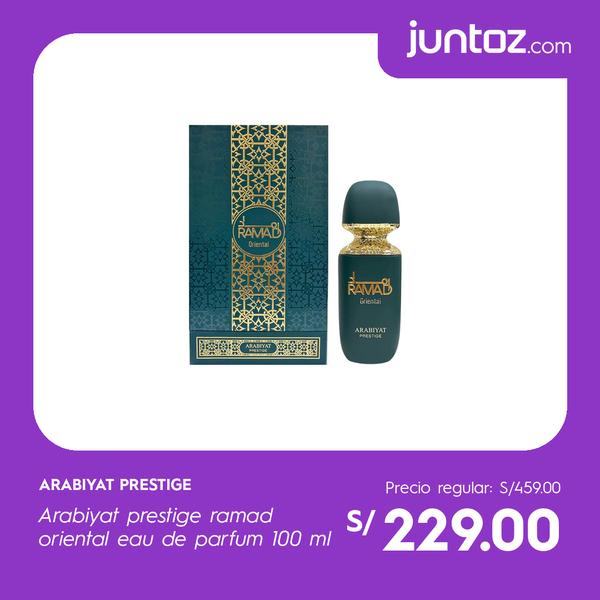 juntoz.com
RAMAD
Oriental
ARABIYAT
PRESTIGE
RAMAD
Oriental
ARABIYAT
PRESTIGE
ARABIYAT PRESTIGE
Arabiyat prestige ramad
oriental eau de parfum 100 ml
Precio regular: S/459.00
S/ 229.00